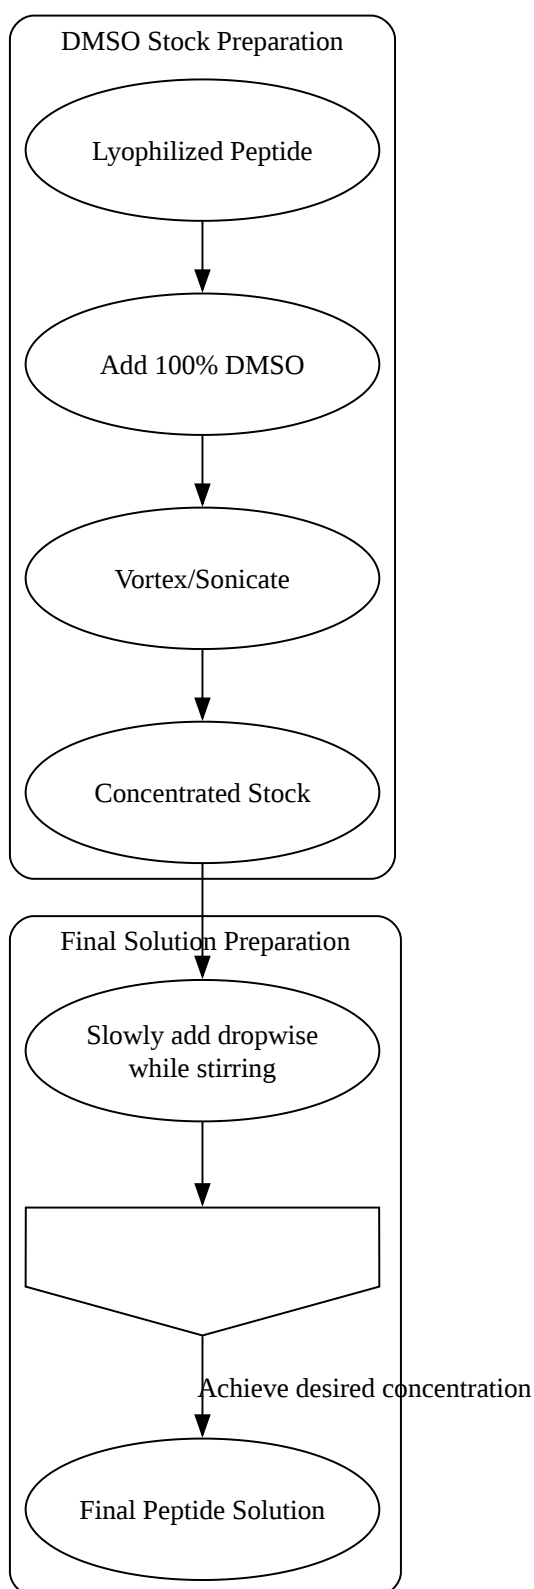 DMSO Stock Preparation
Lyophilized Peptide
Add 100% DMSO
Vortex/Sonicate
Concentrated Stock
Final Solution Preparation
Slowly add dropwise
while stirring
Achieve desired concentration
Final Peptide Solution